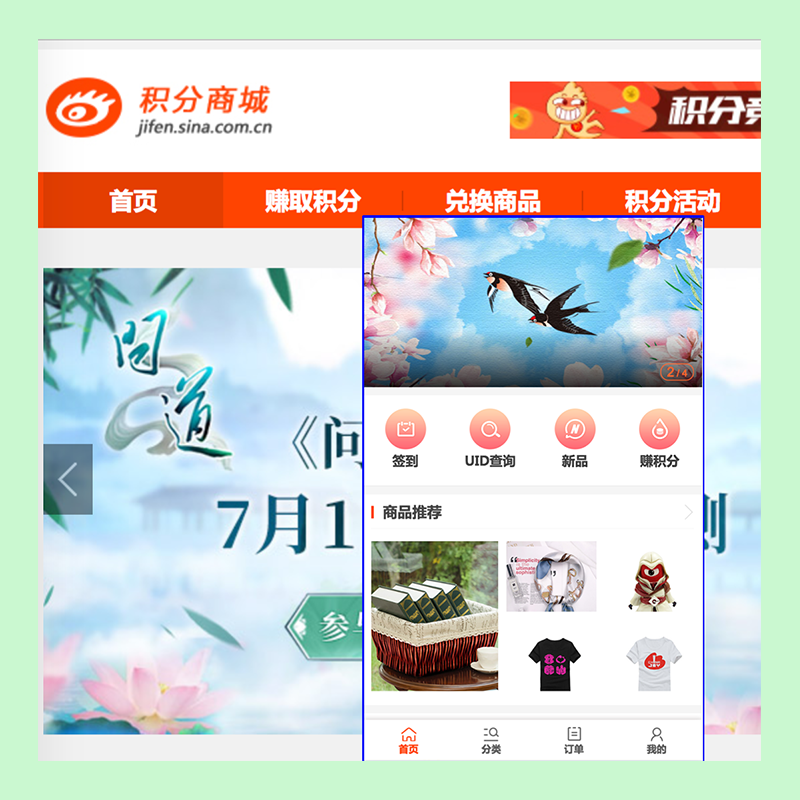 积分商城
jifen.sina.com.cn
积分竞
首页
赚取积分
兑换商品
积分活动
问道
《问
7月1
测
参与
2/4
签到
UID查询
新品
赚积分
商品推荐
首页
分类
订单
我的